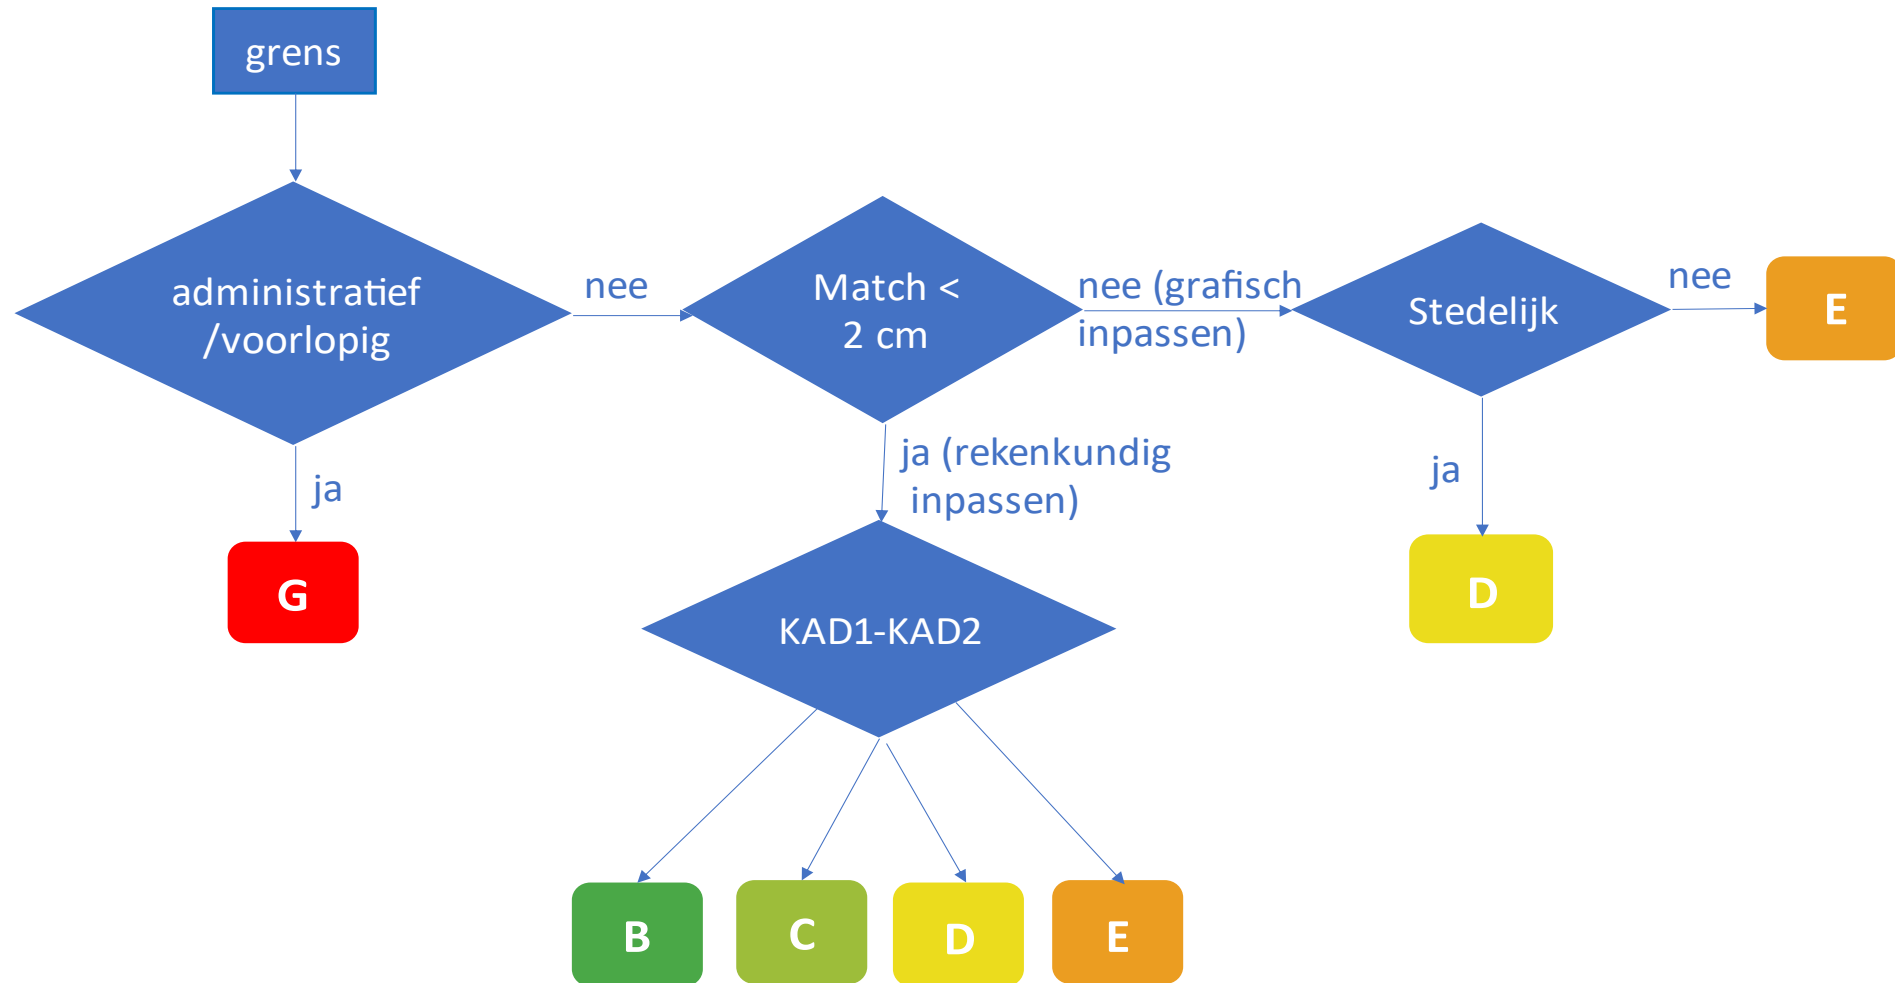 grens
administratief
/voorlopig
nee
Match <
2 cm
nee (grafisch
inpassen)
Stedelijk
nee
E
ja
G
ja (rekenkundig
inpassen)
ja
D
KAD1-KAD2
B
C
D
E